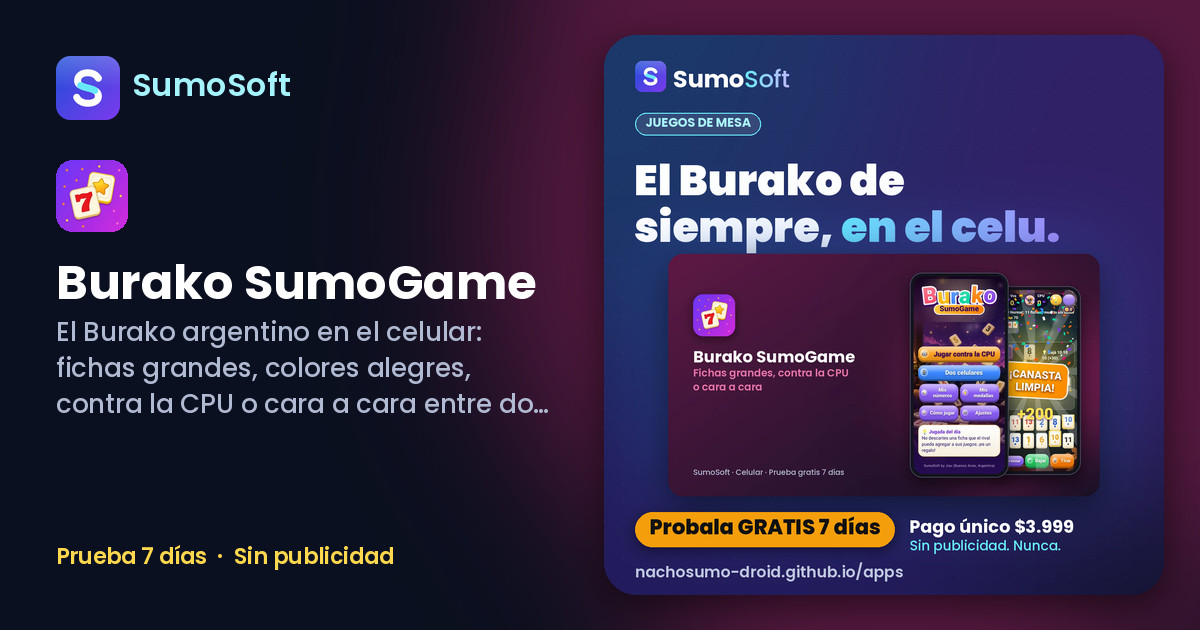 SumoSoft
7
Burako SumoGame
El Burako argentino en el celular:
fichas grandes, colores alegres,
contra la CPU o cara a cara entre do...
Prueba 7 días · Sin publicidad
S SumoSoft
JUEGOS DE MESA
El Burako de
siempre, en el celu.
7
Burako SumoGame
Fichas grandes, contra la CPU
o cara a cara
SumoSoft · Celular · Prueba gratis 7 días
Burako
SumoGame
Jugar contra la CPU
Dos celulares
Mis números
Mis medallas
Cómo jugar
Ajustes
Jugada del día
No descartes una ficha que el rival
pueda agregar a sus juegos: ¡es un
regalo!
¡CANASTA
LIMPIA!
+200
Probala GRATIS 7 días
Pago único $3.999
Sin publicidad. Nunca.
nachosumo-droid.github.io/apps